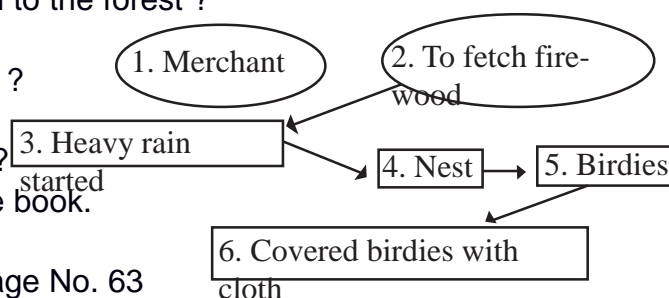 n to the forest ?
?
1. Merchant
2. To fetch fire-
wood
?
3. Heavy rain
started
4. Nest
5. Birdies
e book.
6. Covered birdies with
cloth
age No. 63